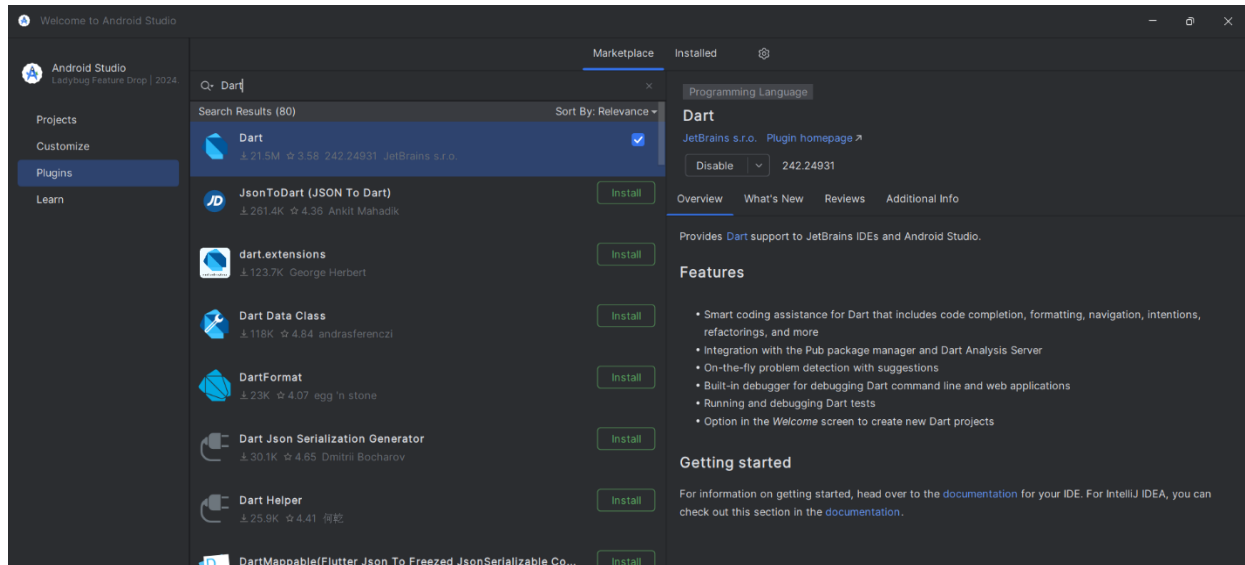 Welcome to Android Studio
Android Studio
Ladybug Feature Drop | 2024.
Projects
Customize
Plugins
Learn
Marketplace Installed
Dart
Search Results (80) Sort By: Relevance
Dart
21.5M 3.58 242.24931 JetBrains s.r.o.
JsonToDart (JSON To Dart) Install
261.4K 4.36 Ankit Mahadik
dart.extensions Install
123.7K George Herbert
Dart Data Class Install
118K 4.84 andrasferenczi
DartFormat Install
23K 4.07 egg 'n stone
Dart Json Serialization Generator Install
30.1K 4.65 Dmitrii Bocharov
Dart Helper Install
25.9K 4.41 何乾
DartMappable(Flutter Json To Freezed JsonSerializable Co... Install
Programming Language
Dart
JetBrains s.r.o. Plugin homepage
Disable 242.24931
Overview What's New Reviews Additional Info
Provides Dart support to JetBrains IDEs and Android Studio.
Features
• Smart coding assistance for Dart that includes code completion, formatting, navigation, intentions,
refactorings, and more
• Integration with the Pub package manager and Dart Analysis Server
• On-the-fly problem detection with suggestions
• Built-in debugger for debugging Dart command line and web applications
• Running and debugging Dart tests
• Option in the Welcome screen to create new Dart projects
Getting started
For information on getting started, head over to the documentation for your IDE. For IntelliJ IDEA, you can
check out this section in the documentation.